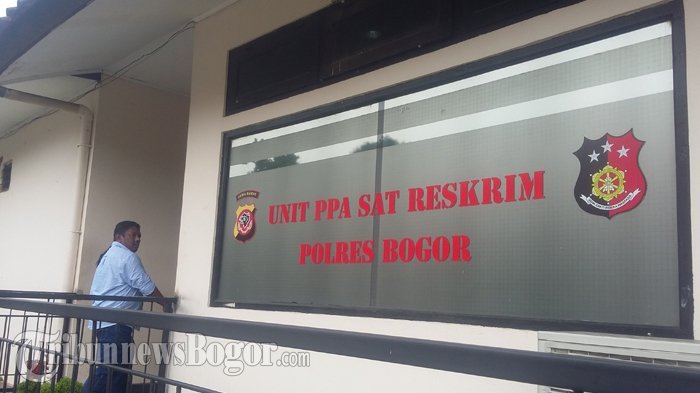 UNIT PPA SAT RESKRIM
POLRES BOGOR
TribunnewsBogor.com